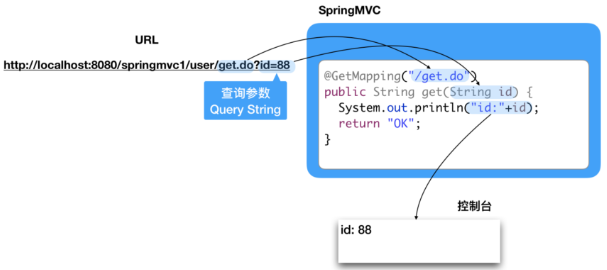 SpringMVC
URL
http://localhost:8080/springmvc1/user/get.do?id=88
查询参数
Query String
@GetMapping("/get.do")
public String get(String id) {
System.out.println("id:"+id);
return "OK";
}
控制台
id: 88